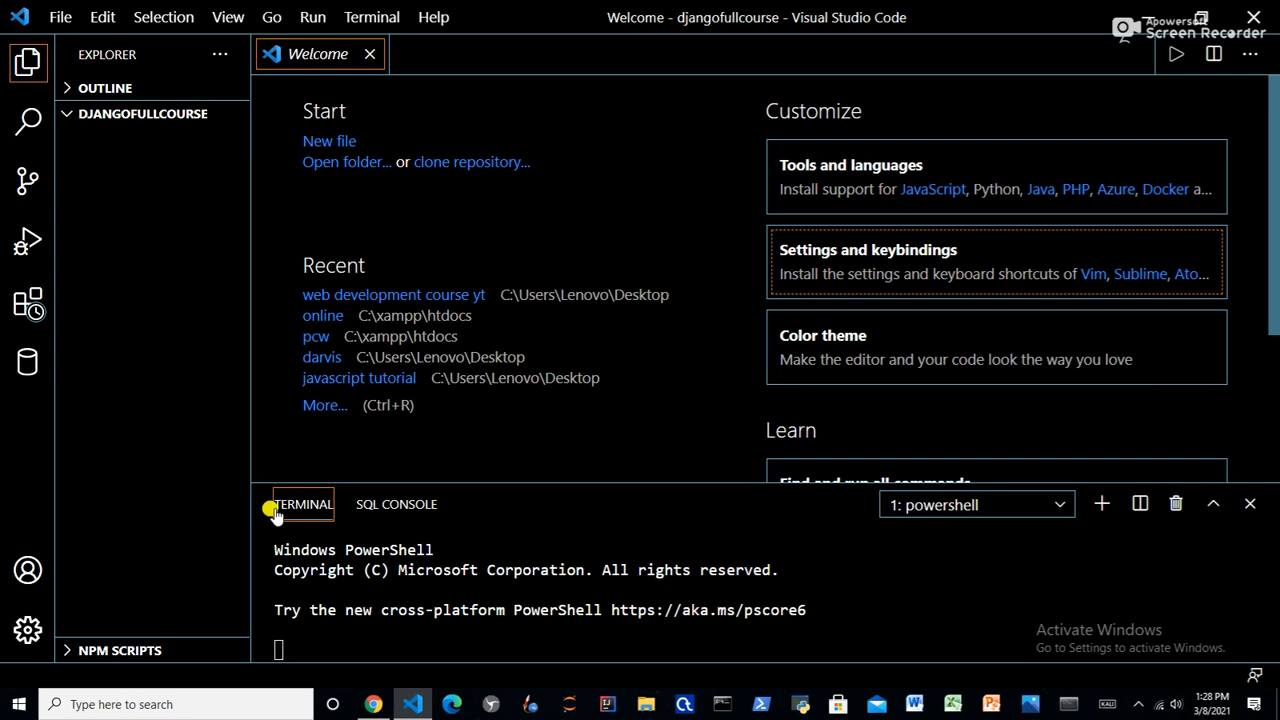 File Edit Selection View Go Run Terminal Help
Welcome - djangofullcourse - Visual Studio Code
Apowersoft
Screen Recorder
EXPLORER
OUTLINE
DJANGOFULLCOURSE
NPM SCRIPTS
Welcome
Start
New file
Open folder... or clone repository...
Recent
web development course yt C:\Users\Lenovo\Desktop
online C:\xampp\htdocs
pcw C:\xampp\htdocs
darvis C:\Users\Lenovo\Desktop
javascript tutorial C:\Users\Lenovo\Desktop
More... (Ctrl+R)
Customize
Tools and languages
Install support for JavaScript, Python, Java, PHP, Azure, Docker a...
Settings and keybindings
Install the settings and keyboard shortcuts of Vim, Sublime, Ato...
Color theme
Make the editor and your code look the way you love
Learn
Find and run all commands
TERMINAL SQL CONSOLE
1: powershell
Windows PowerShell
Copyright (C) Microsoft Corporation. All rights reserved.
Try the new cross-platform PowerShell https://aka.ms/pscore6
Activate Windows
Go to Settings to activate Windows.
Type here to search
KALI
1:28 PM
3/8/2021